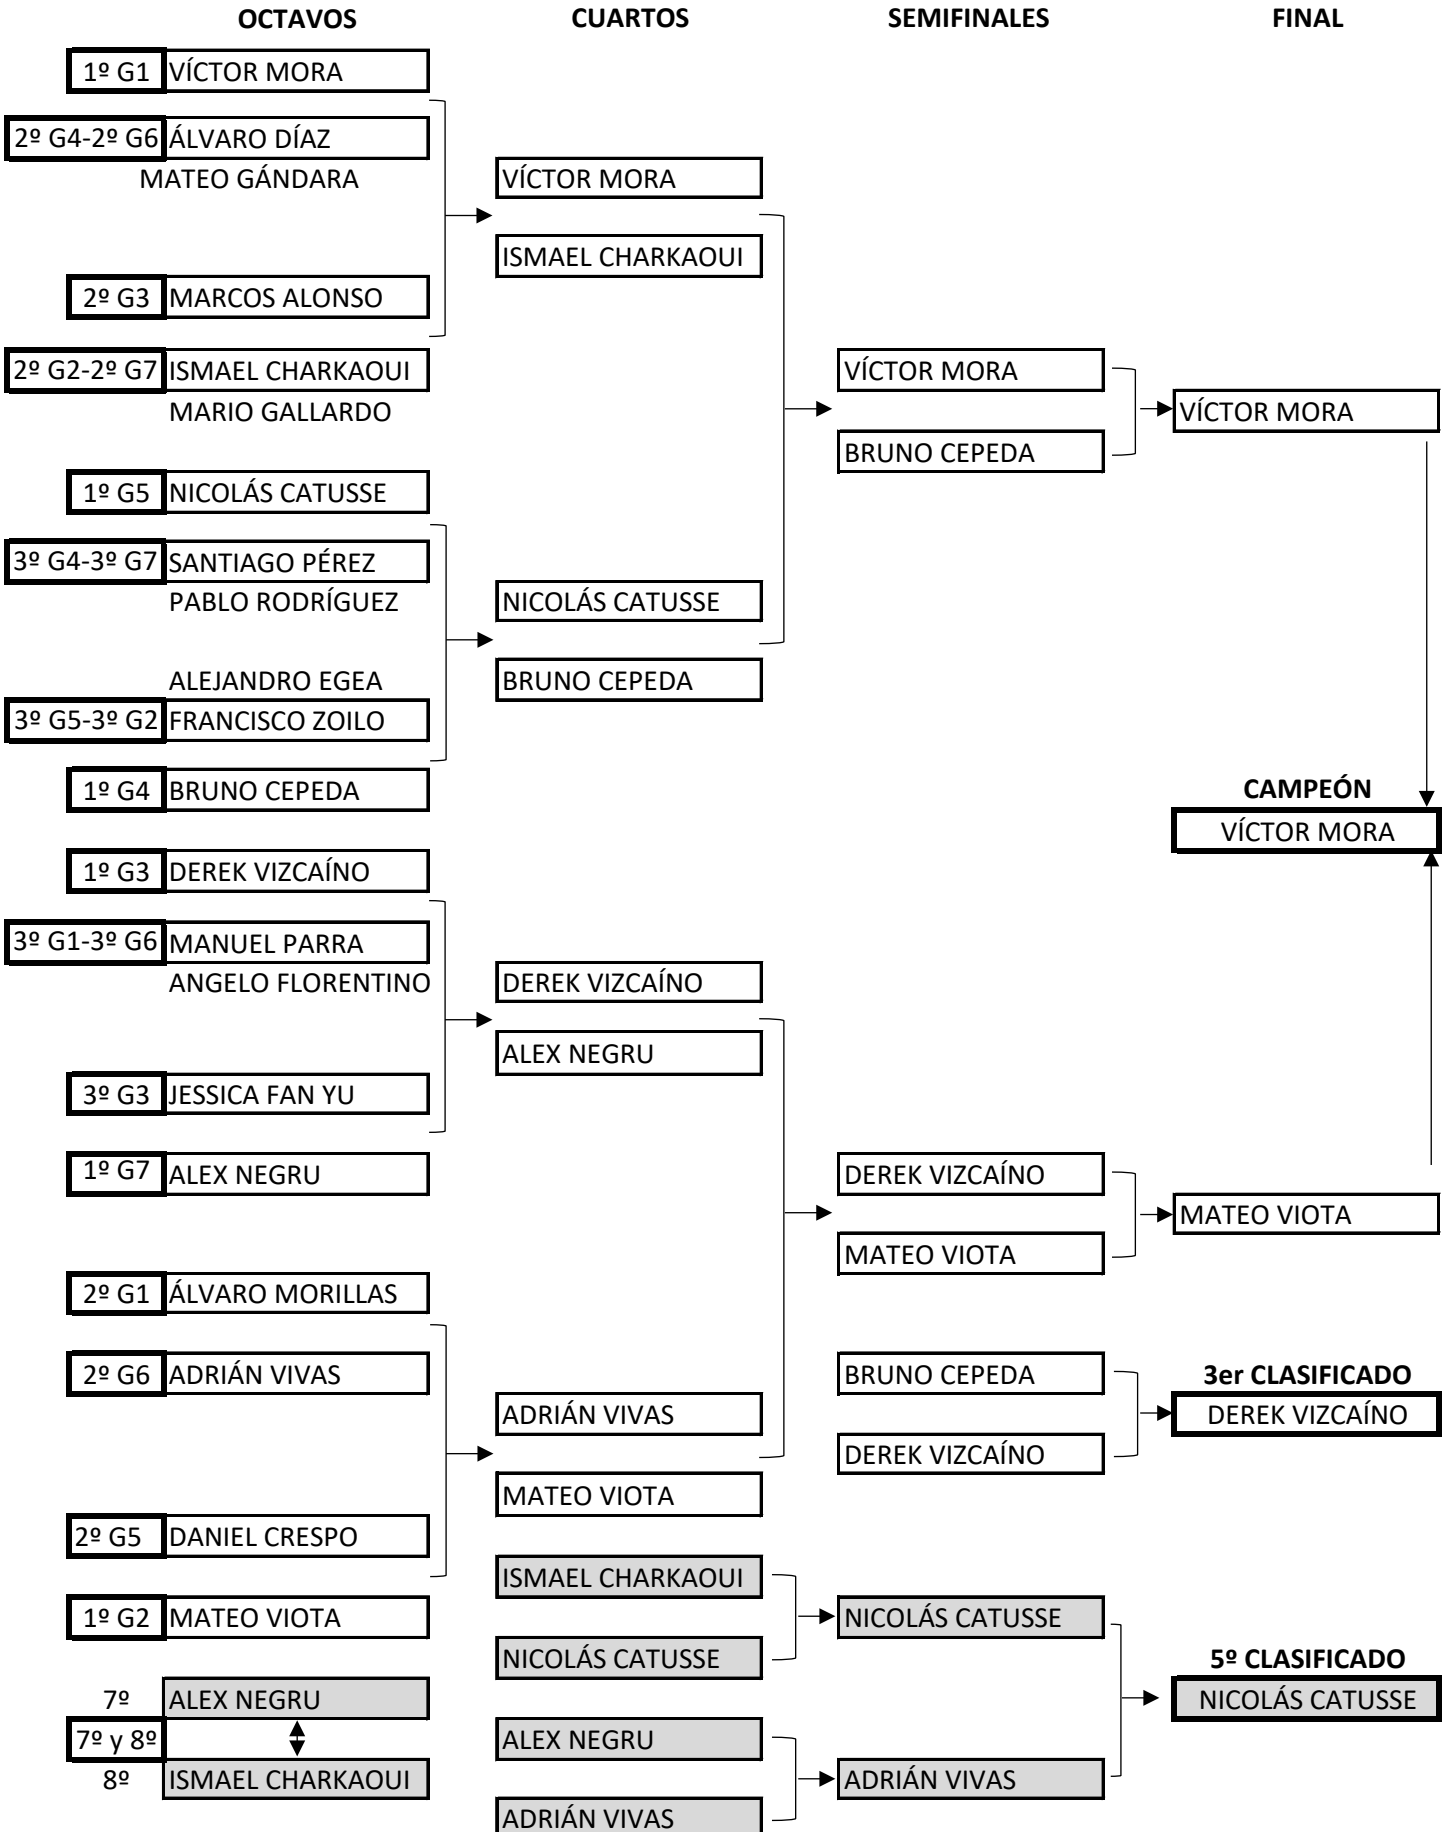 OCTAVOS CUARTOS SEMIFINALES FINAL
1º G1 VÍCTOR MORA
2º G4-2º G6 ÁLVARO DÍAZ
MATEO GÁNDARA VÍCTOR MORA
ISMAEL CHARKAOUI
2º G3 MARCOS ALONSO
2º G2-2º G7 ISMAEL CHARKAOUI VÍCTOR MORA
MARIO GALLARDO VÍCTOR MORA
BRUNO CEPEDA
1º G5 NICOLÁS CATUSSE
3º G4-3º G7 SANTIAGO PÉREZ
PABLO RODRÍGUEZ NICOLÁS CATUSSE
ALEJANDRO EGEA BRUNO CEPEDA
3º G5-3º G2 FRANCISCO ZOILO
1º G4 BRUNO CEPEDA CAMPEÓN
VÍCTOR MORA
1º G3 DEREK VIZCAÍNO
3º G1-3º G6 MANUEL PARRA
ANGELO FLORENTINO DEREK VIZCAÍNO
ALEX NEGRU
3º G3 JESSICA FAN YU
1º G7 ALEX NEGRU DEREK VIZCAÍNO
MATEO VIOTA
MATEO VIOTA
2º G1 ÁLVARO MORILLAS
2º G6 ADRIÁN VIVAS BRUNO CEPEDA 3er CLASIFICADO
ADRIÁN VIVAS DEREK VIZCAÍNO
DEREK VIZCAÍNO
MATEO VIOTA
2º G5 DANIEL CRESPO
ISMAEL CHARKAOUI
1º G2 MATEO VIOTA NICOLÁS CATUSSE
NICOLÁS CATUSSE 5º CLASIFICADO
7º ALEX NEGRU NICOLÁS CATUSSE
7º y 8º ALEX NEGRU
8º ISMAEL CHARKAOUI ADRIÁN VIVAS
ADRIÁN VIVAS